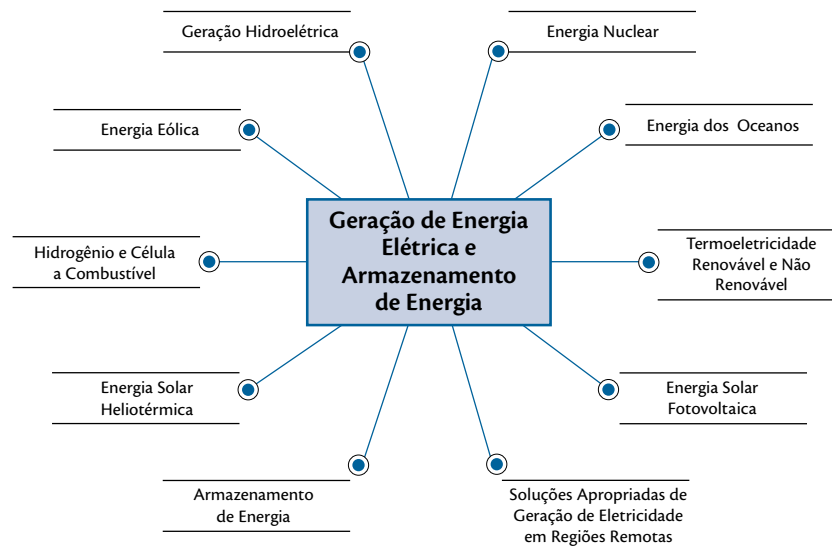 Geração Hidroelétrica
Energia Nuclear
Energia Eólica
Energia dos Oceanos
Geração de Energia
Elétrica e
Armazenamento
de Energia
Hidrogênio e Célula
a Combustível
Termoeletricidade
Renovável e Não
Renovável
Energia Solar
Heliotérmica
Energia Solar
Fotovoltaica
Armazenamento
de Energia
Soluções Apropriadas de
Geração de Eletricidade
em Regiões Remotas